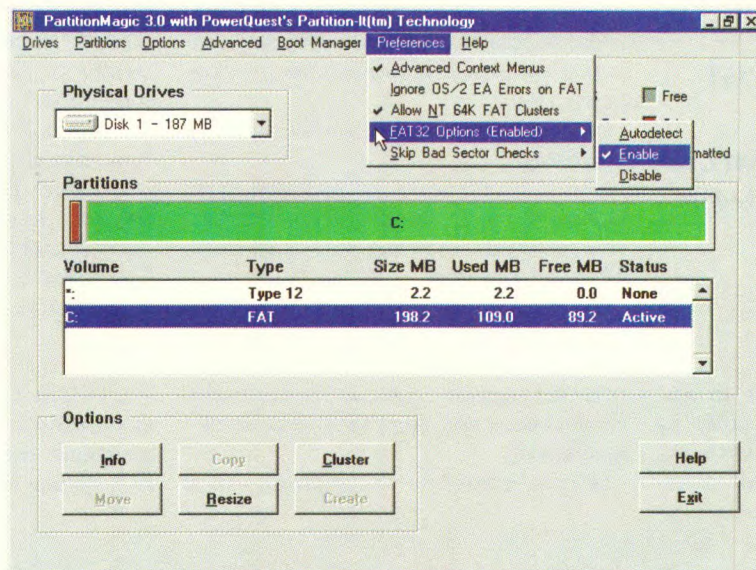 PartitionMagic 3.0 with PowerQuest's Partition-It(tm) Technology
Drives Partitions Options Advanced Boot Manager Preferences Help
Advanced Context Menus
Ignore OS/2 EA Errors on FAT
Allow NT 64K FAT Clusters
FAT32 Options (Enabled)
Skip Bad Sector Checks
Autodetect
Enable
Disable
Physical Drives
Disk 1 - 187 MB
Free
matted
Partitions
C:
Volume Type Size MB Used MB Free MB Status
*: Type 12 2.2 2.2 0.0 None
C: FAT 198.2 109.0 89.2 Active
Options
Info Copy Cluster Help
Move Resize Create Exit